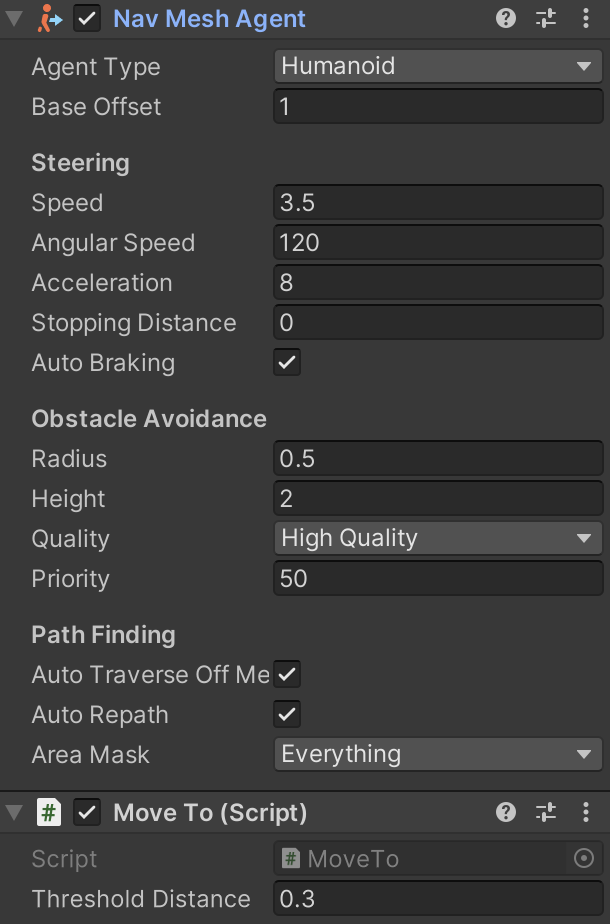 Nav Mesh Agent
Agent Type Humanoid
Base Offset 1
Steering
Speed 3.5
Angular Speed 120
Acceleration 8
Stopping Distance 0
Auto Braking
Obstacle Avoidance
Radius 0.5
Height 2
Quality High Quality
Priority 50
Path Finding
Auto Traverse Off Me
Auto Repath
Area Mask Everything
# Move To (Script)
Script # MoveTo
Threshold Distance 0.3